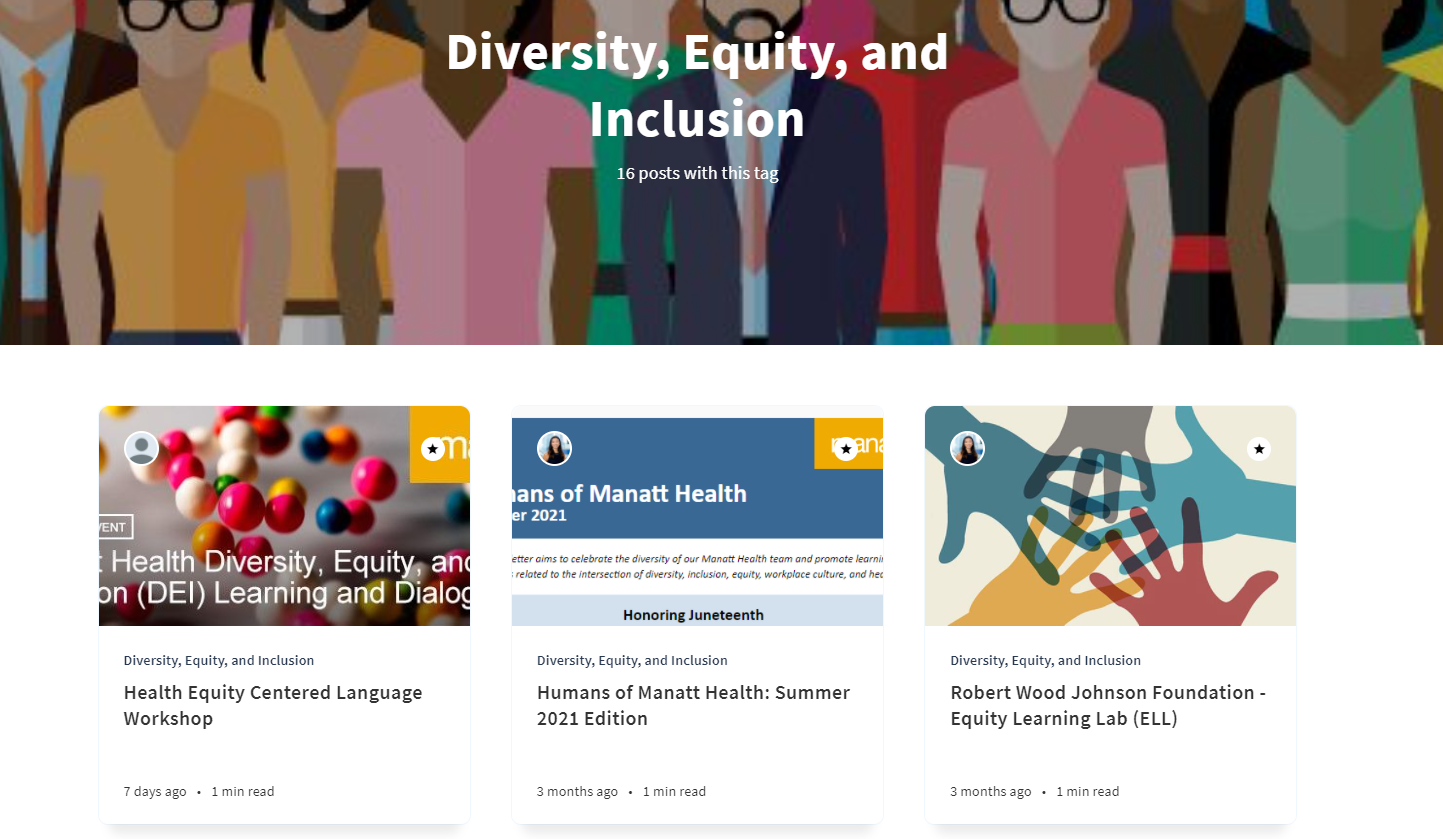 Diversity, Equity, and
Inclusion
16 posts with this tag
VENT
t Health Diversity, Equity, and
on (DEI) Learning and Dialog
mans of Manatt Health
er 2021
etter aims to celebrate the diversity of our Manatt Health team and promote learni
s related to the intersection of diversity, inclusion, equity, workplace culture, and hea
Honoring Juneteenth
Diversity, Equity, and Inclusion
Health Equity Centered Language
Workshop
7 days ago • 1 min read
Diversity, Equity, and Inclusion
Humans of Manatt Health: Summer
2021 Edition
3 months ago • 1 min read
Diversity, Equity, and Inclusion
Robert Wood Johnson Foundation -
Equity Learning Lab (ELL)
3 months ago • 1 min read